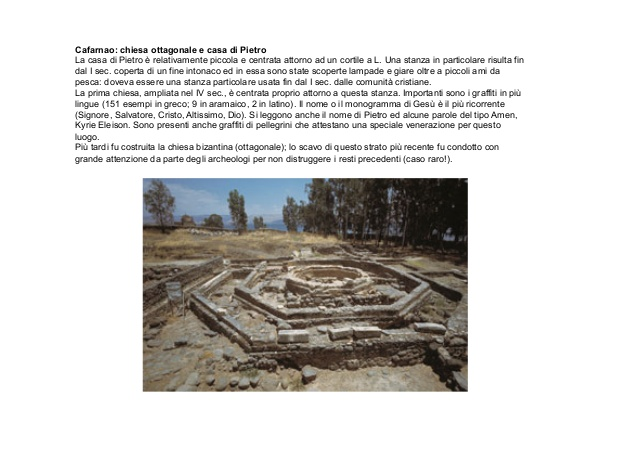 Cafarnao: chiesa ottagonale e casa di Pietro
La casa di Pietro è relativamente piccola e centrata attorno ad un cortile a L. Una stanza in particolare risulta fin
dal I sec. coperta di un fine intonaco ed in essa sono state scoperte lampade e giare oltre a piccoli ami da
pesca: doveva essere una stanza particolare usata fin dal I sec. dalle comunità cristiane.
La prima chiesa, ampliata nel IV sec., è centrata proprio attorno a questa stanza. Importanti sono i graffiti in più
lingue (151 esempi in greco; 9 in aramaico, 2 in latino). Il nome o il monogramma di Gesù è il più ricorrente
(Signore, Salvatore, Cristo, Altissimo, Dio). Si leggono anche il nome di Pietro ed alcune parole del tipo Amen,
Kyrie Eleison. Sono presenti anche graffiti di pellegrini che attestano una speciale venerazione per questo
luogo.
Più tardi fu costruita la chiesa bizantina (ottagonale); lo scavo di questo strato più recente fu condotto con
grande attenzione da parte degli archeologi per non distruggere i resti precedenti (caso raro!).